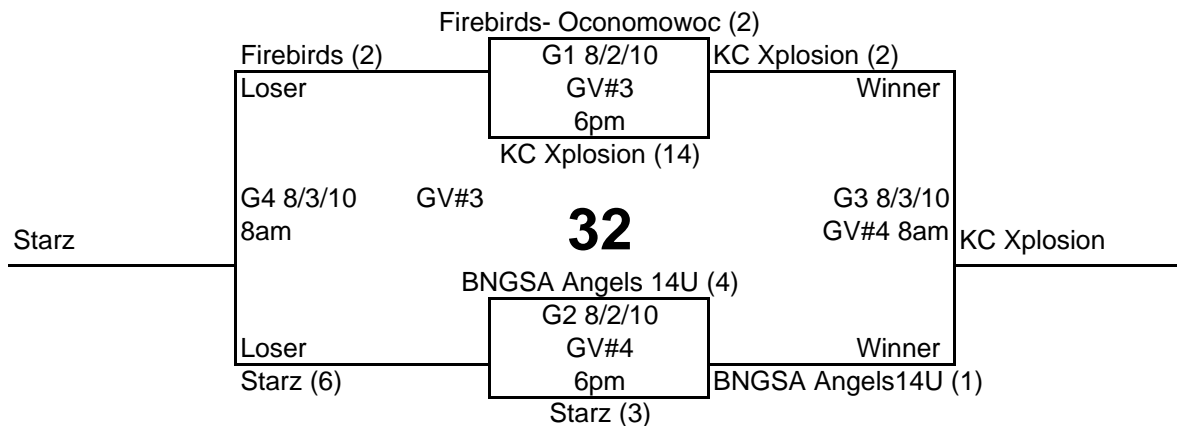 Firebirds- Oconomowoc (2)
Firebirds (2)
G1 8/2/10
KC Xplosion (2)
Loser
GV#3
Winner
6pm
KC Xplosion (14)
G4 8/3/10
GV#3
8am
32
G3 8/3/10
GV#4 8am
Starz
KC Xplosion
BNGSA Angels 14U (4)
G2 8/2/10
Loser
GV#4
Winner
Starz (6)
6pm
BNGSA Angels14U (1)
Starz (3)